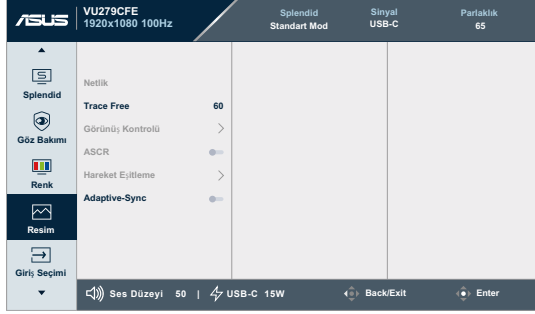 ASUS
VU279CFE
1920x1080 100Hz
Splendid
Standart Mod
Sinyal
USB-C
Parlaklık
65
Splendid
Göz Bakımı
Renk
Resim
Giriş Seçimi
Netlik
Trace Free 60
Görünüş Kontrolü
ASCR
Hareket Eşitleme
Adaptive-Sync
Ses Düzeyi 50 | USB-C 15W
Back/Exit
Enter